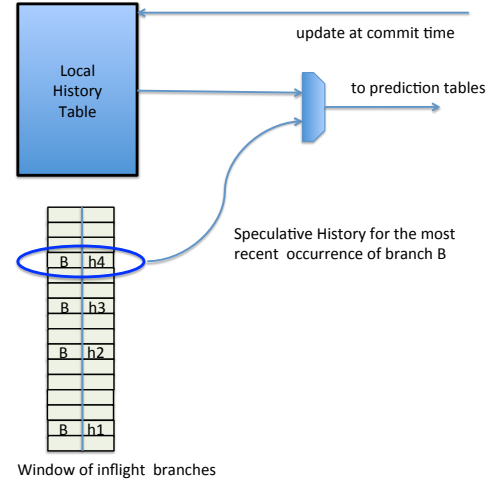 update at commit time
Local
History
Table
to prediction tables
Speculative History for the most
recent occurrence of branch B
B h4
B h3
B h2
B h1
Window of inflight branches